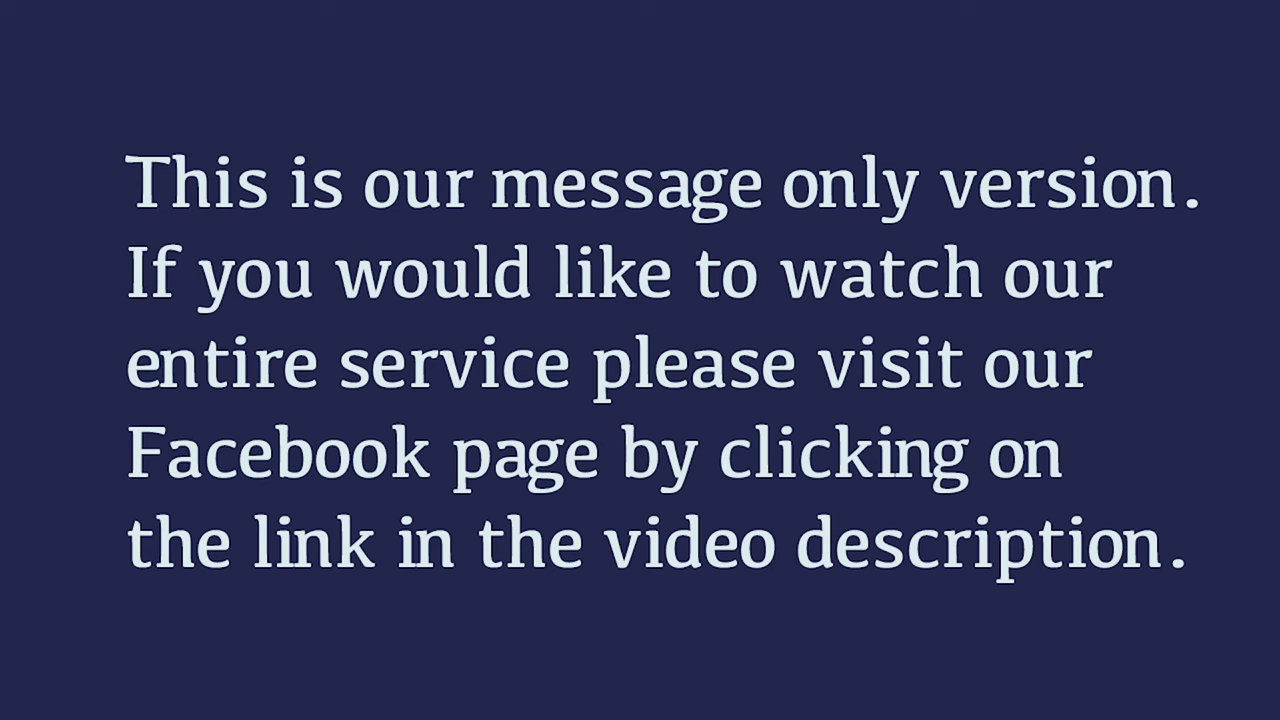 This is our message only version.
If you would like to watch our
entire service please visit our
Facebook page by clicking on
the link in the video description.